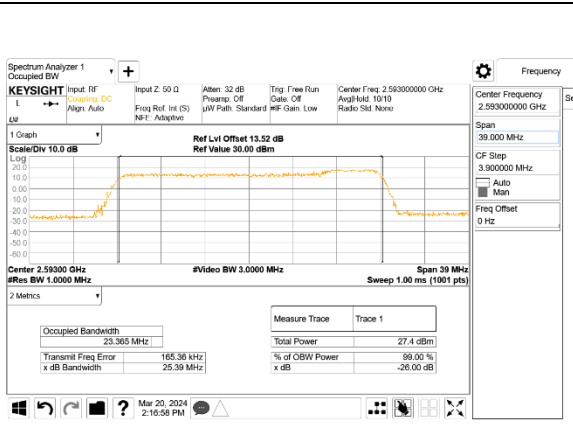 Spectrum Analyzer 1
Occupied BW
Frequency
KEYSIGHT
Input: RF
Coupling: DC
Align: Auto
Input Z: 50 Ω
Freq Ref: Int (S)
NFE: Adaptive
Atten: 32 dB
Preamp: Off
µW Path: Standard
Trig: Free Run
Gate: Off
#IF Gain: Low
Center Freq: 2.593000000 GHz
Avg|Hold: 10/10
Radio Std: None
L
1 Graph
Scale/Div 10.0 dB
Ref Lvl Offset 13.52 dB
Ref Value 30.00 dBm
Log
20.0
10.0
0.00
-10.0
-20.0
-30.0
-40.0
-50.0
-60.0
Center 2.59300 GHz
#Video BW 3.0000 MHz
Span 39 MHz
#Res BW 1.0000 MHz
Sweep 1.00 ms (1001 pts)
2 Metrics
Measure Trace
Trace 1
Occupied Bandwidth
23.365 MHz
Total Power
27.4 dBm
Transmit Freq Error
165.36 kHz
% of OBW Power
99.00 %
x dB Bandwidth
25.39 MHz
x dB
-26.00 dB
Center Frequency
2.593000000 GHz
Se
Span
39.000 MHz
CF Step
3.900000 MHz
Auto
Man
Freq Offset
0 Hz
?
Mar 20, 2024
2:16:58 PM